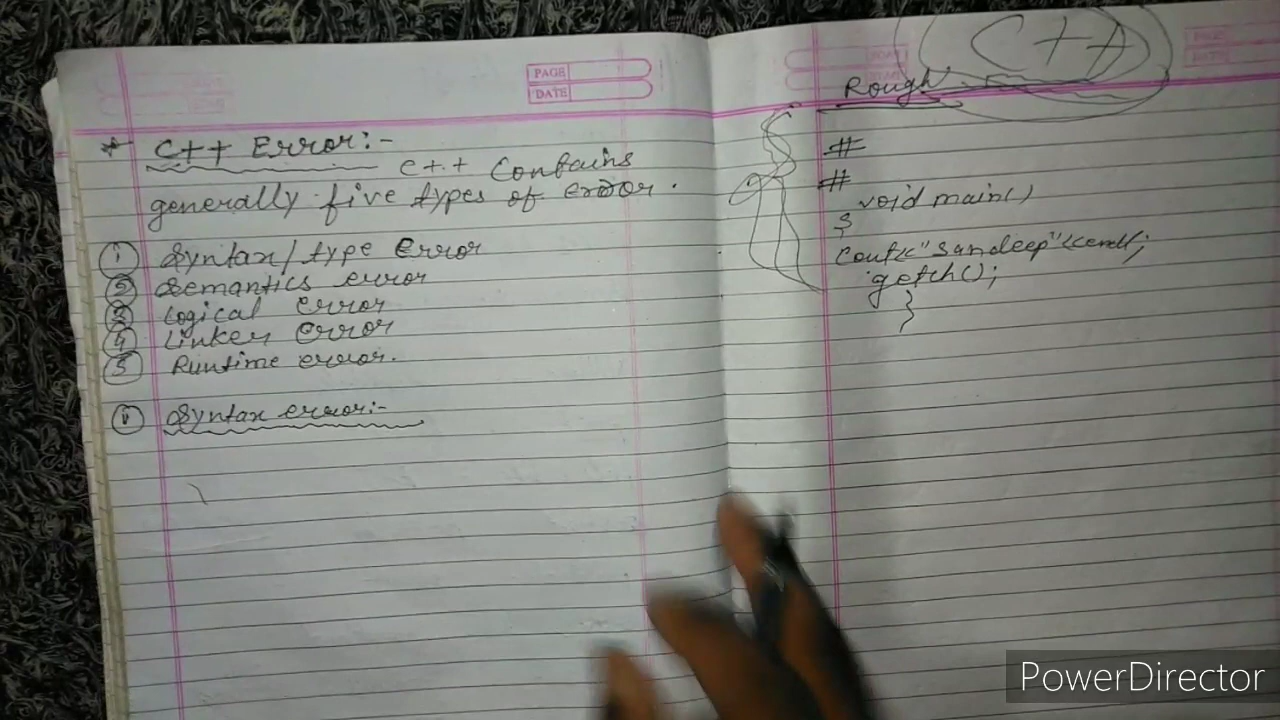 PAGE
DATE
* C++ Error:-
C++ Contains
generally five types of error.
① Syntax/type Error
② Semantics error
③ Logical error
④ Linker error
⑤ Runtime error.
① Syntax error:-
C++
Rough
#
#
void main()
{
cout<<"Sandeep"<<endl;
getch();
}
PowerDirector